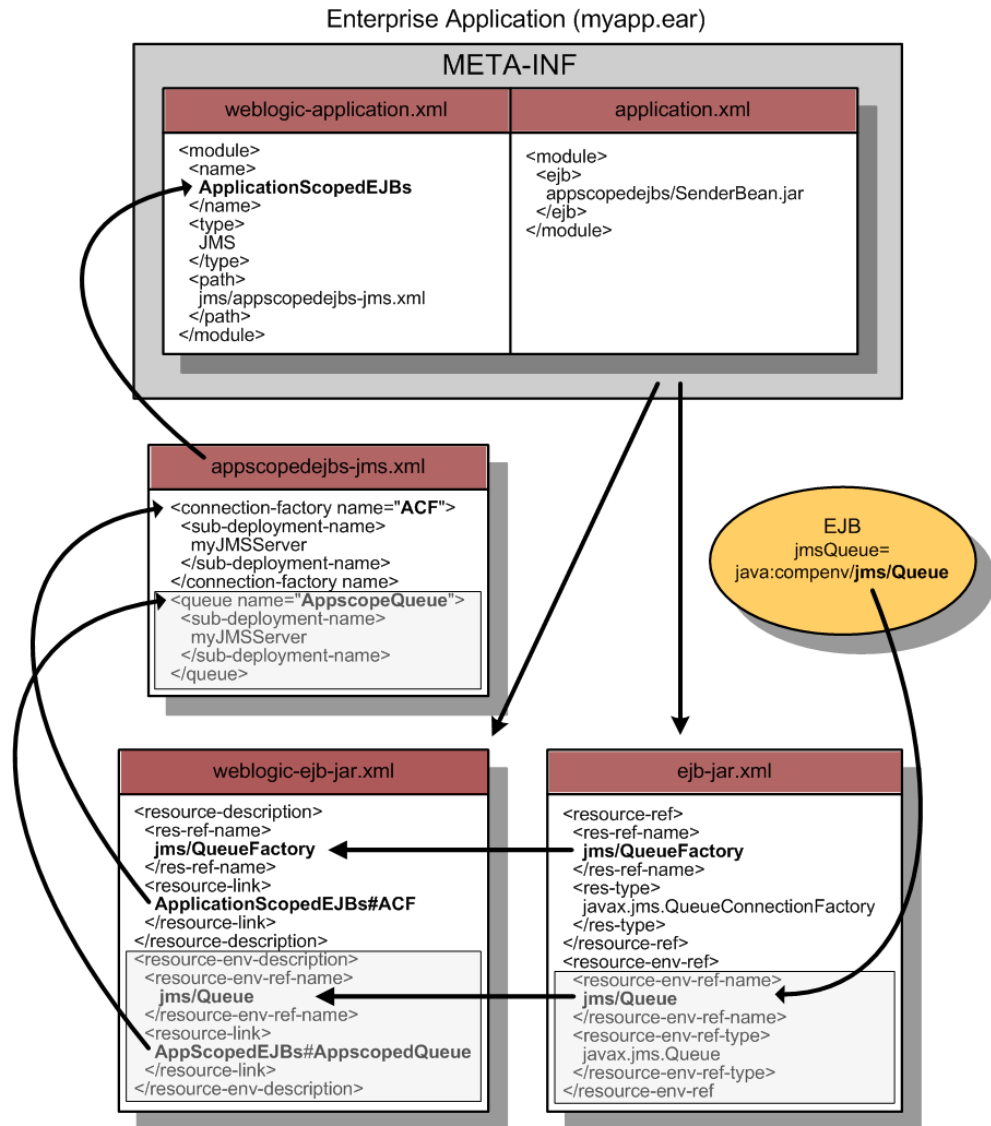 Enterprise Application (myapp.ear)
META-INF
weblogic-application.xml
<module>
<name>
ApplicationScopedEJBs
</name>
<type>
JMS
</type>
<path>
jms/appscopedejbs-jms.xml
</path>
</module>
application.xml
<module>
<ejb>
appscopedejbs/SenderBean.jar
</ejb>
</module>
appscopedejbs-jms.xml
<connection-factory name="ACF">
<sub-deployment-name>
myJMSServer
</sub-deployment-name>
</connection-factory name>
<queue name="AppscopeQueue">
<sub-deployment-name>
myJMSServer
</sub-deployment-name>
</queue>
EJB
jmsQueue=
java:compenv/jms/Queue
weblogic-ejb-jar.xml
<resource-description>
<res-ref-name>
jms/QueueFactory
</res-ref-name>
<resource-link>
ApplicationScopedEJBs#ACF
</resource-link>
</resource-description>
<resource-env-description>
<resource-env-ref-name>
jms/Queue
</resource-env-ref-name>
<resource-link>
AppScopedEJBs#AppscopedQueue
</resource-link>
</resource-env-description>
ejb-jar.xml
<resource-ref>
<res-ref-name>
jms/QueueFactory
</res-ref-name>
<res-type>
javax.jms.QueueConnectionFactory
</res-type>
</resource-ref>
<resource-env-ref>
<resource-env-ref-name>
jms/Queue
</resource-env-ref-name>
<resource-env-ref-type>
javax.jms.Queue
</resource-env-ref-type>
</resource-env-ref